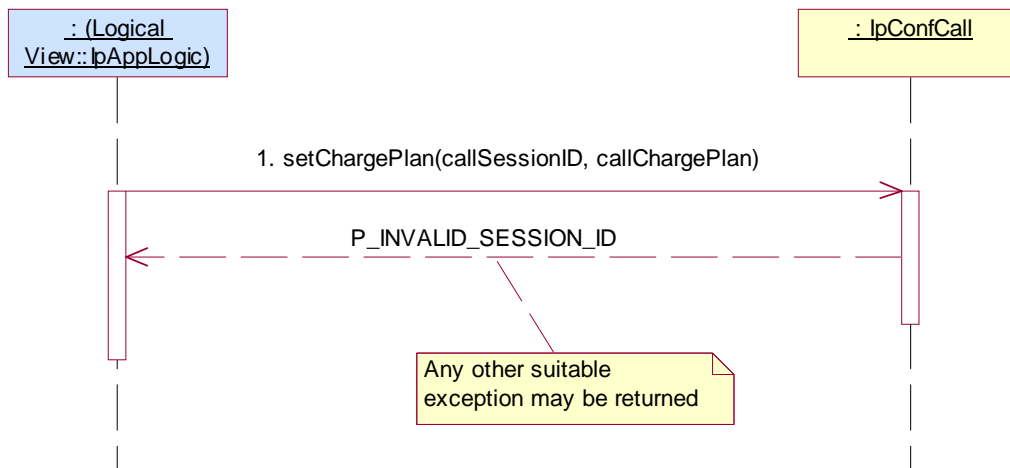 : (Logical
View::IpAppLogic)
: IpConfCall
1. setChargePlan(callSessionID, callChargePlan)
P_INVALID_SESSION_ID
Any other suitable
exception may be returned